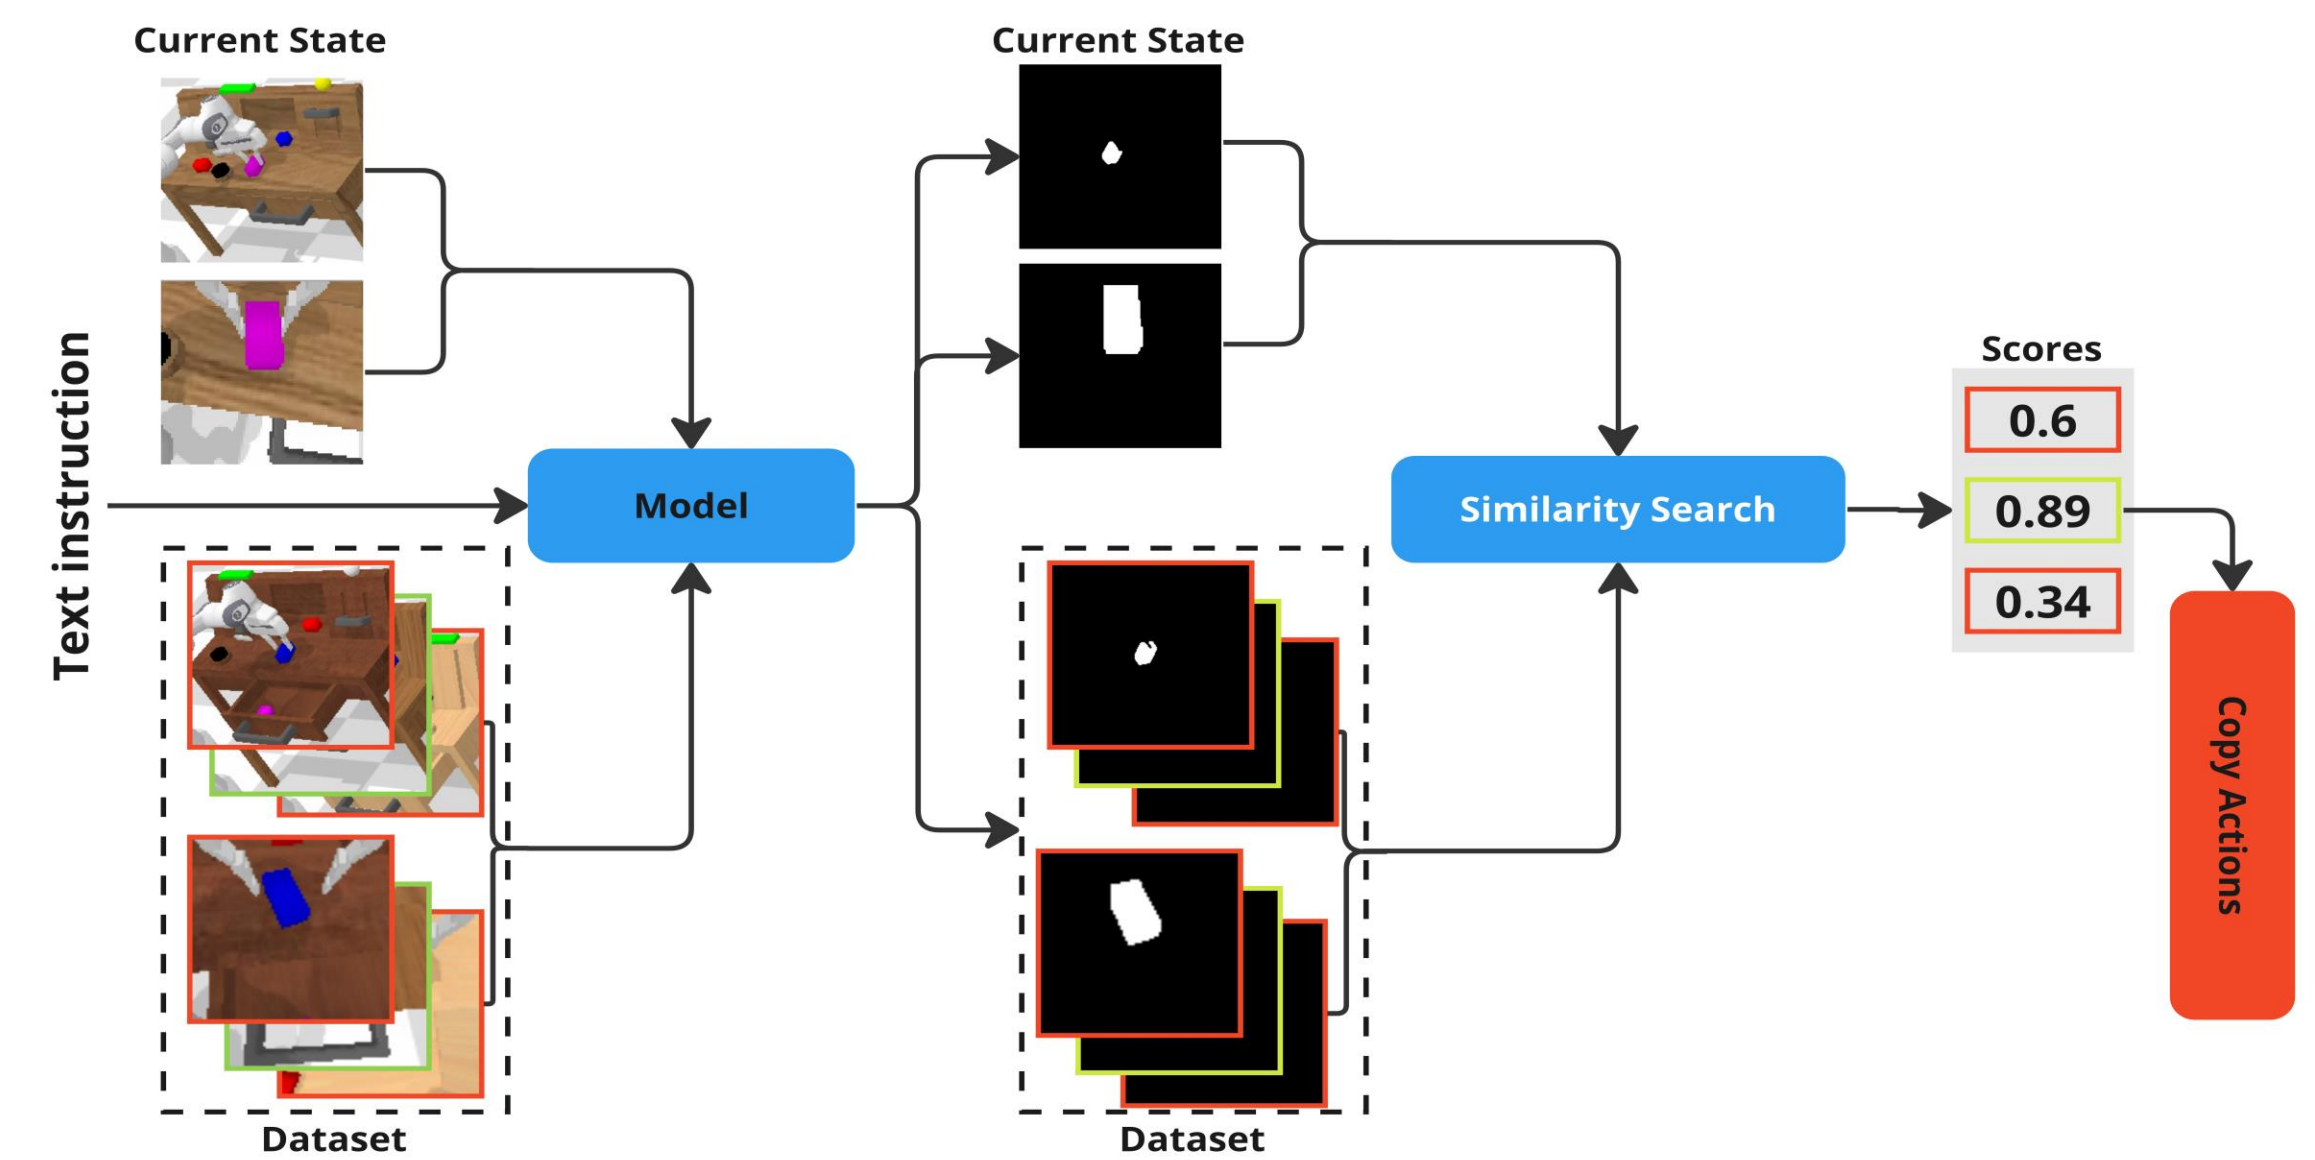 Current State
Current State
Text instruction
Model
Similarity Search
Scores
0.6
0.89
0.34
Copy Actions
Dataset
Dataset